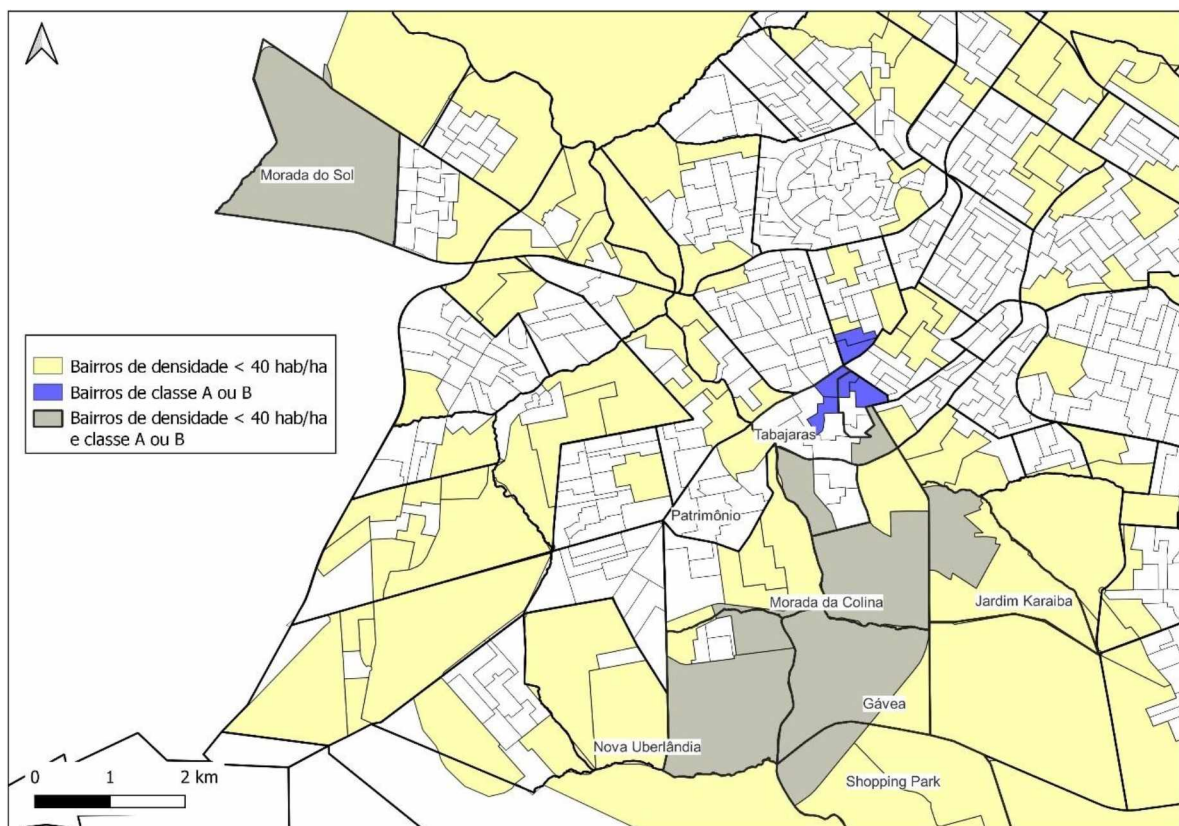 Morada do Sol
Bairros de densidade < 40 hab/ha
Bairros de classe A ou B
Bairros de densidade < 40 hab/ha
e classe A ou B
Tabajaras
Patrimônio
Morada da Colina
Jardim Karaiba
Gávea
Nova Uberlândia
Shopping Park
0 1 2 km